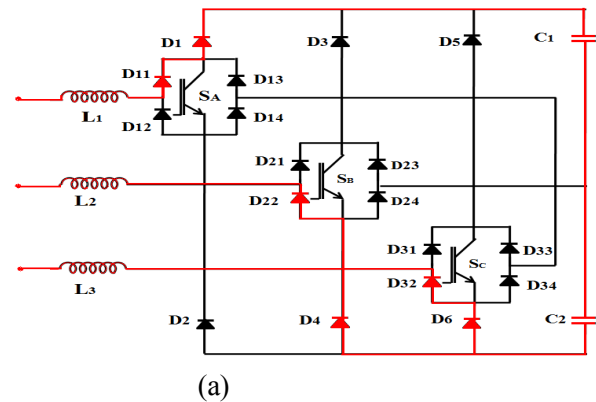 D1 D3 D5 C1
D11 D13
L1 SA
D12 D14
D21 D23
L2 SB
D22 D24
D31 D33
L3 SC
D32 D34
D2 D4 D6 C2
(a)